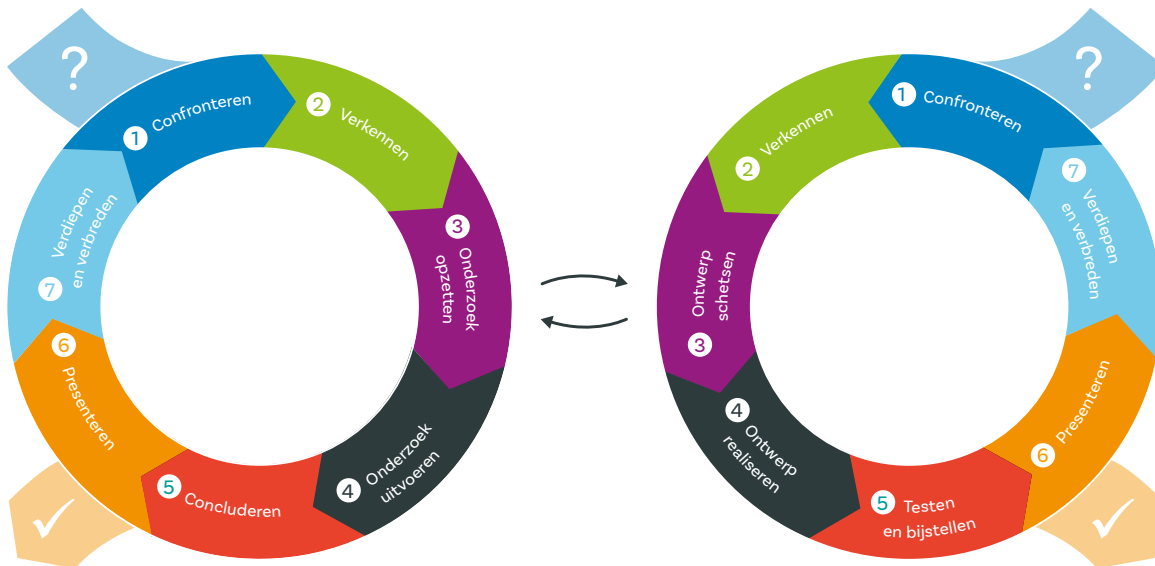 ?
1 Confronteren
2 Verkennen
3 Onderzoek
opzetten
4 Onderzoek
uitvoeren
5 Concluderen
6 Presenteren
7 Verdiepen
en verbreden
?
1 Confronteren
2 Verkennen
3 Ontwerp
schetsen
4 Ontwerp
realiseren
5 Testen
en bijstellen
6 Presenteren
7 Verdiepen
en verbreden